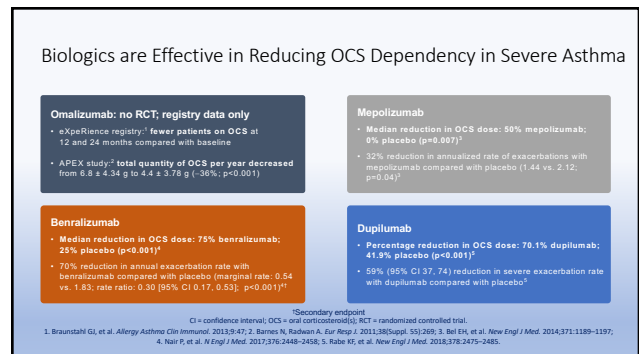 Biologics are Effective in Reducing OCS Dependency in Severe Asthma
Omalizumab: no RCT; registry data only
• eXpeRience registry:¹ fewer patients on OCS at
12 and 24 months compared with baseline
• APEX study:² total quantity of OCS per year decreased
from 6.8 ± 4.34 g to 4.4 ± 3.78 g (–36%; p<0.001)
Mepolizumab
• Median reduction in OCS dose: 50% mepolizumab;
0% placebo (p=0.007)³
• 32% reduction in annualized rate of exacerbations with
mepolizumab compared with placebo (1.44 vs. 2.12;
p=0.04)³
Benralizumab
• Median reduction in OCS dose: 75% benralizumab;
25% placebo (p<0.001)⁴
• 70% reduction in annual exacerbation rate with
benralizumab compared with placebo (marginal rate: 0.54
vs. 1.83; rate ratio: 0.30 [95% CI 0.17, 0.53]; p<0.001)⁴†
Dupilumab
• Percentage reduction in OCS dose: 70.1% dupilumab;
41.9% placebo (p<0.001)⁵
• 59% (95% CI 37, 74) reduction in severe exacerbation rate
with dupilumab compared with placebo⁵
†Secondary endpoint
CI = confidence interval; OCS = oral corticosteroid(s); RCT = randomized controlled trial.
1. Braunstahl GJ, et al. Allergy Asthma Clin Immunol. 2013;9:47; 2. Barnes N, Radwan A. Eur Resp J. 2011;38(Suppl. 55):269; 3. Bel EH, et al. New Engl J Med. 2014;371:1189–1197;
4. Nair P, et al. N Engl J Med. 2017;376:2448–2458; 5. Rabe KF, et al. New Engl J Med. 2018;378:2475–2485.